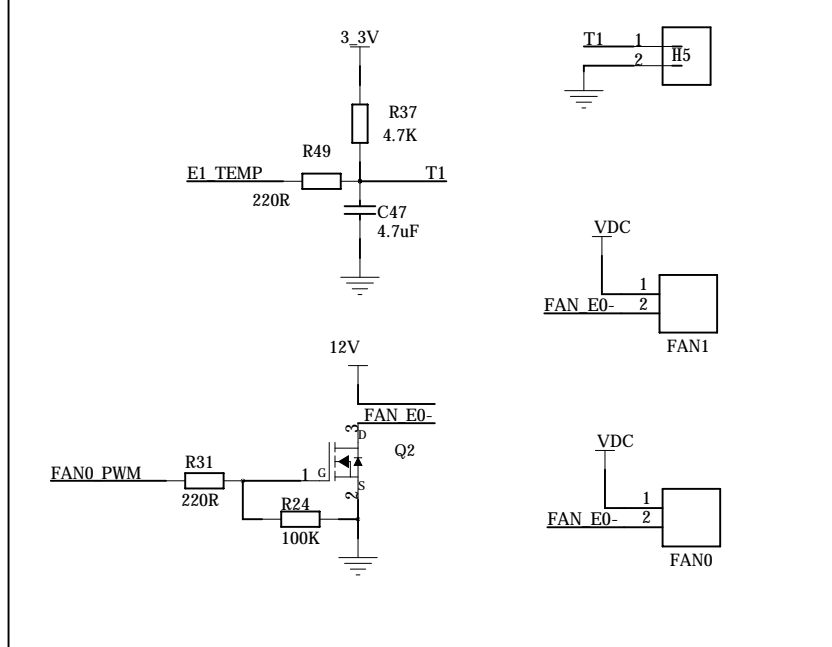 3_3V
R37
4.7K
R49
E1_TEMP
T1
220R
C47
4.7uF
T1
1
2
H5
VDC
1
FAN_E0-
2
FAN1
12V
FAN_E0-
3
D
Q2
FAN0_PWM
R31
220R
1
G
S
2
R24
100K
VDC
1
FAN_E0-
2
FAN0